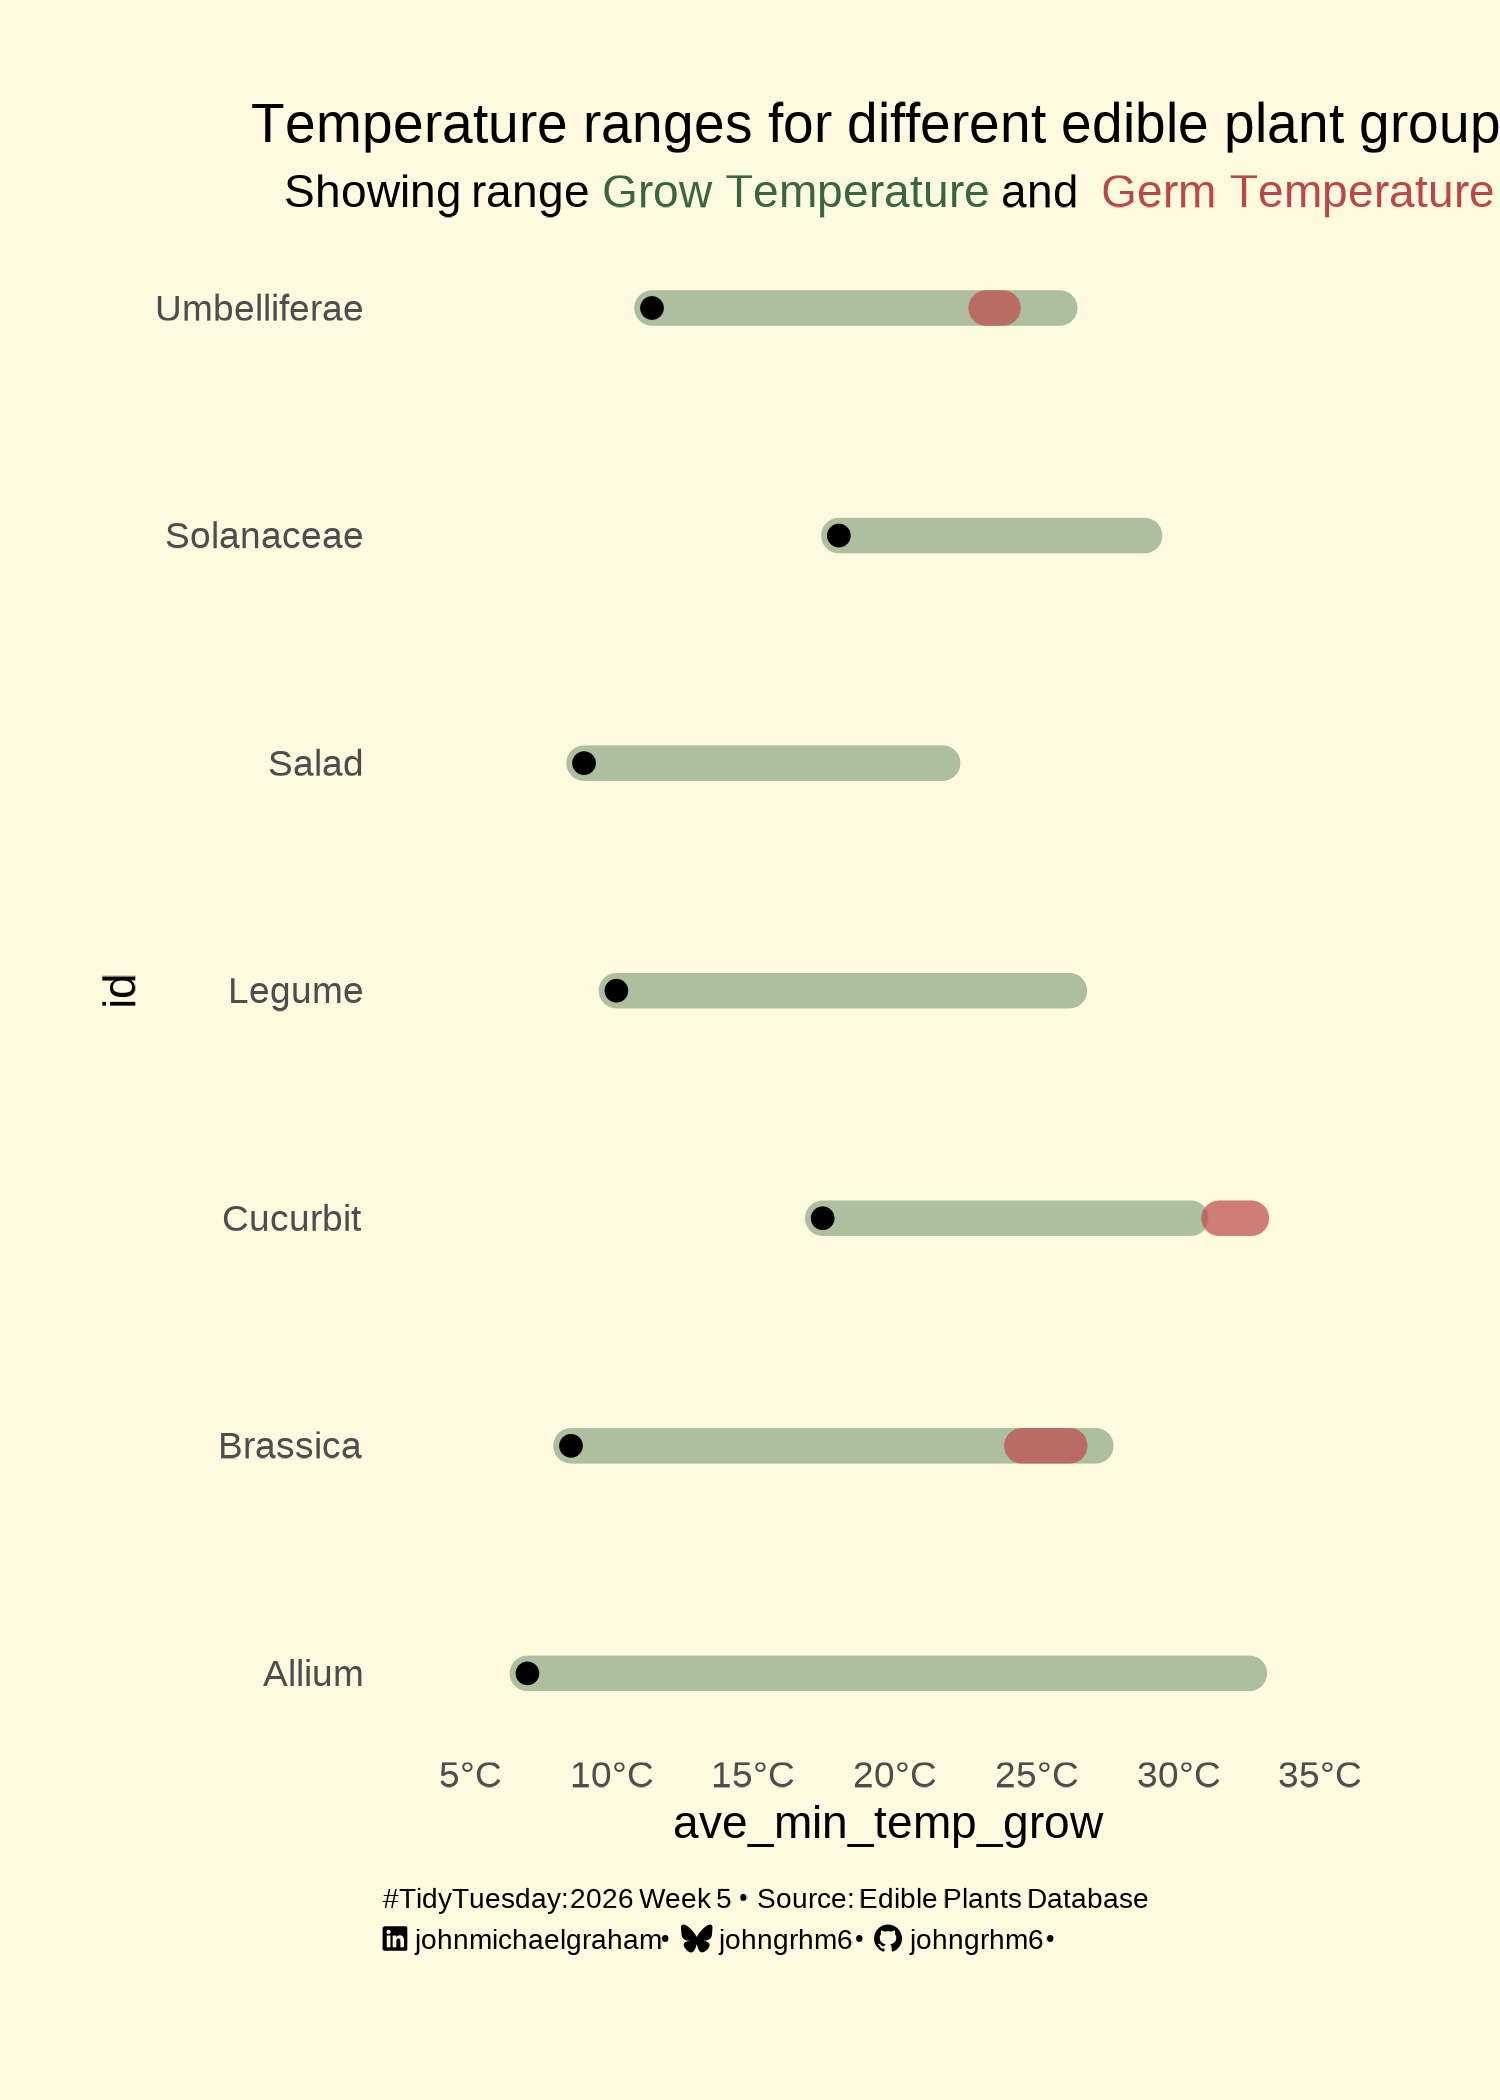 Temperature ranges for different edible plant group
Showing range Grow Temperature and Germ Temperature
Umbelliferae
Solanaceae
Salad
Legume
id
Cucurbit
Brassica
Allium
5°C 10°C 15°C 20°C 25°C 30°C 35°C
ave_min_temp_grow
#TidyTuesday:2026 Week 5 • Source: Edible Plants Database
johnmichaelgraham• johngrhm6• johngrhm6•